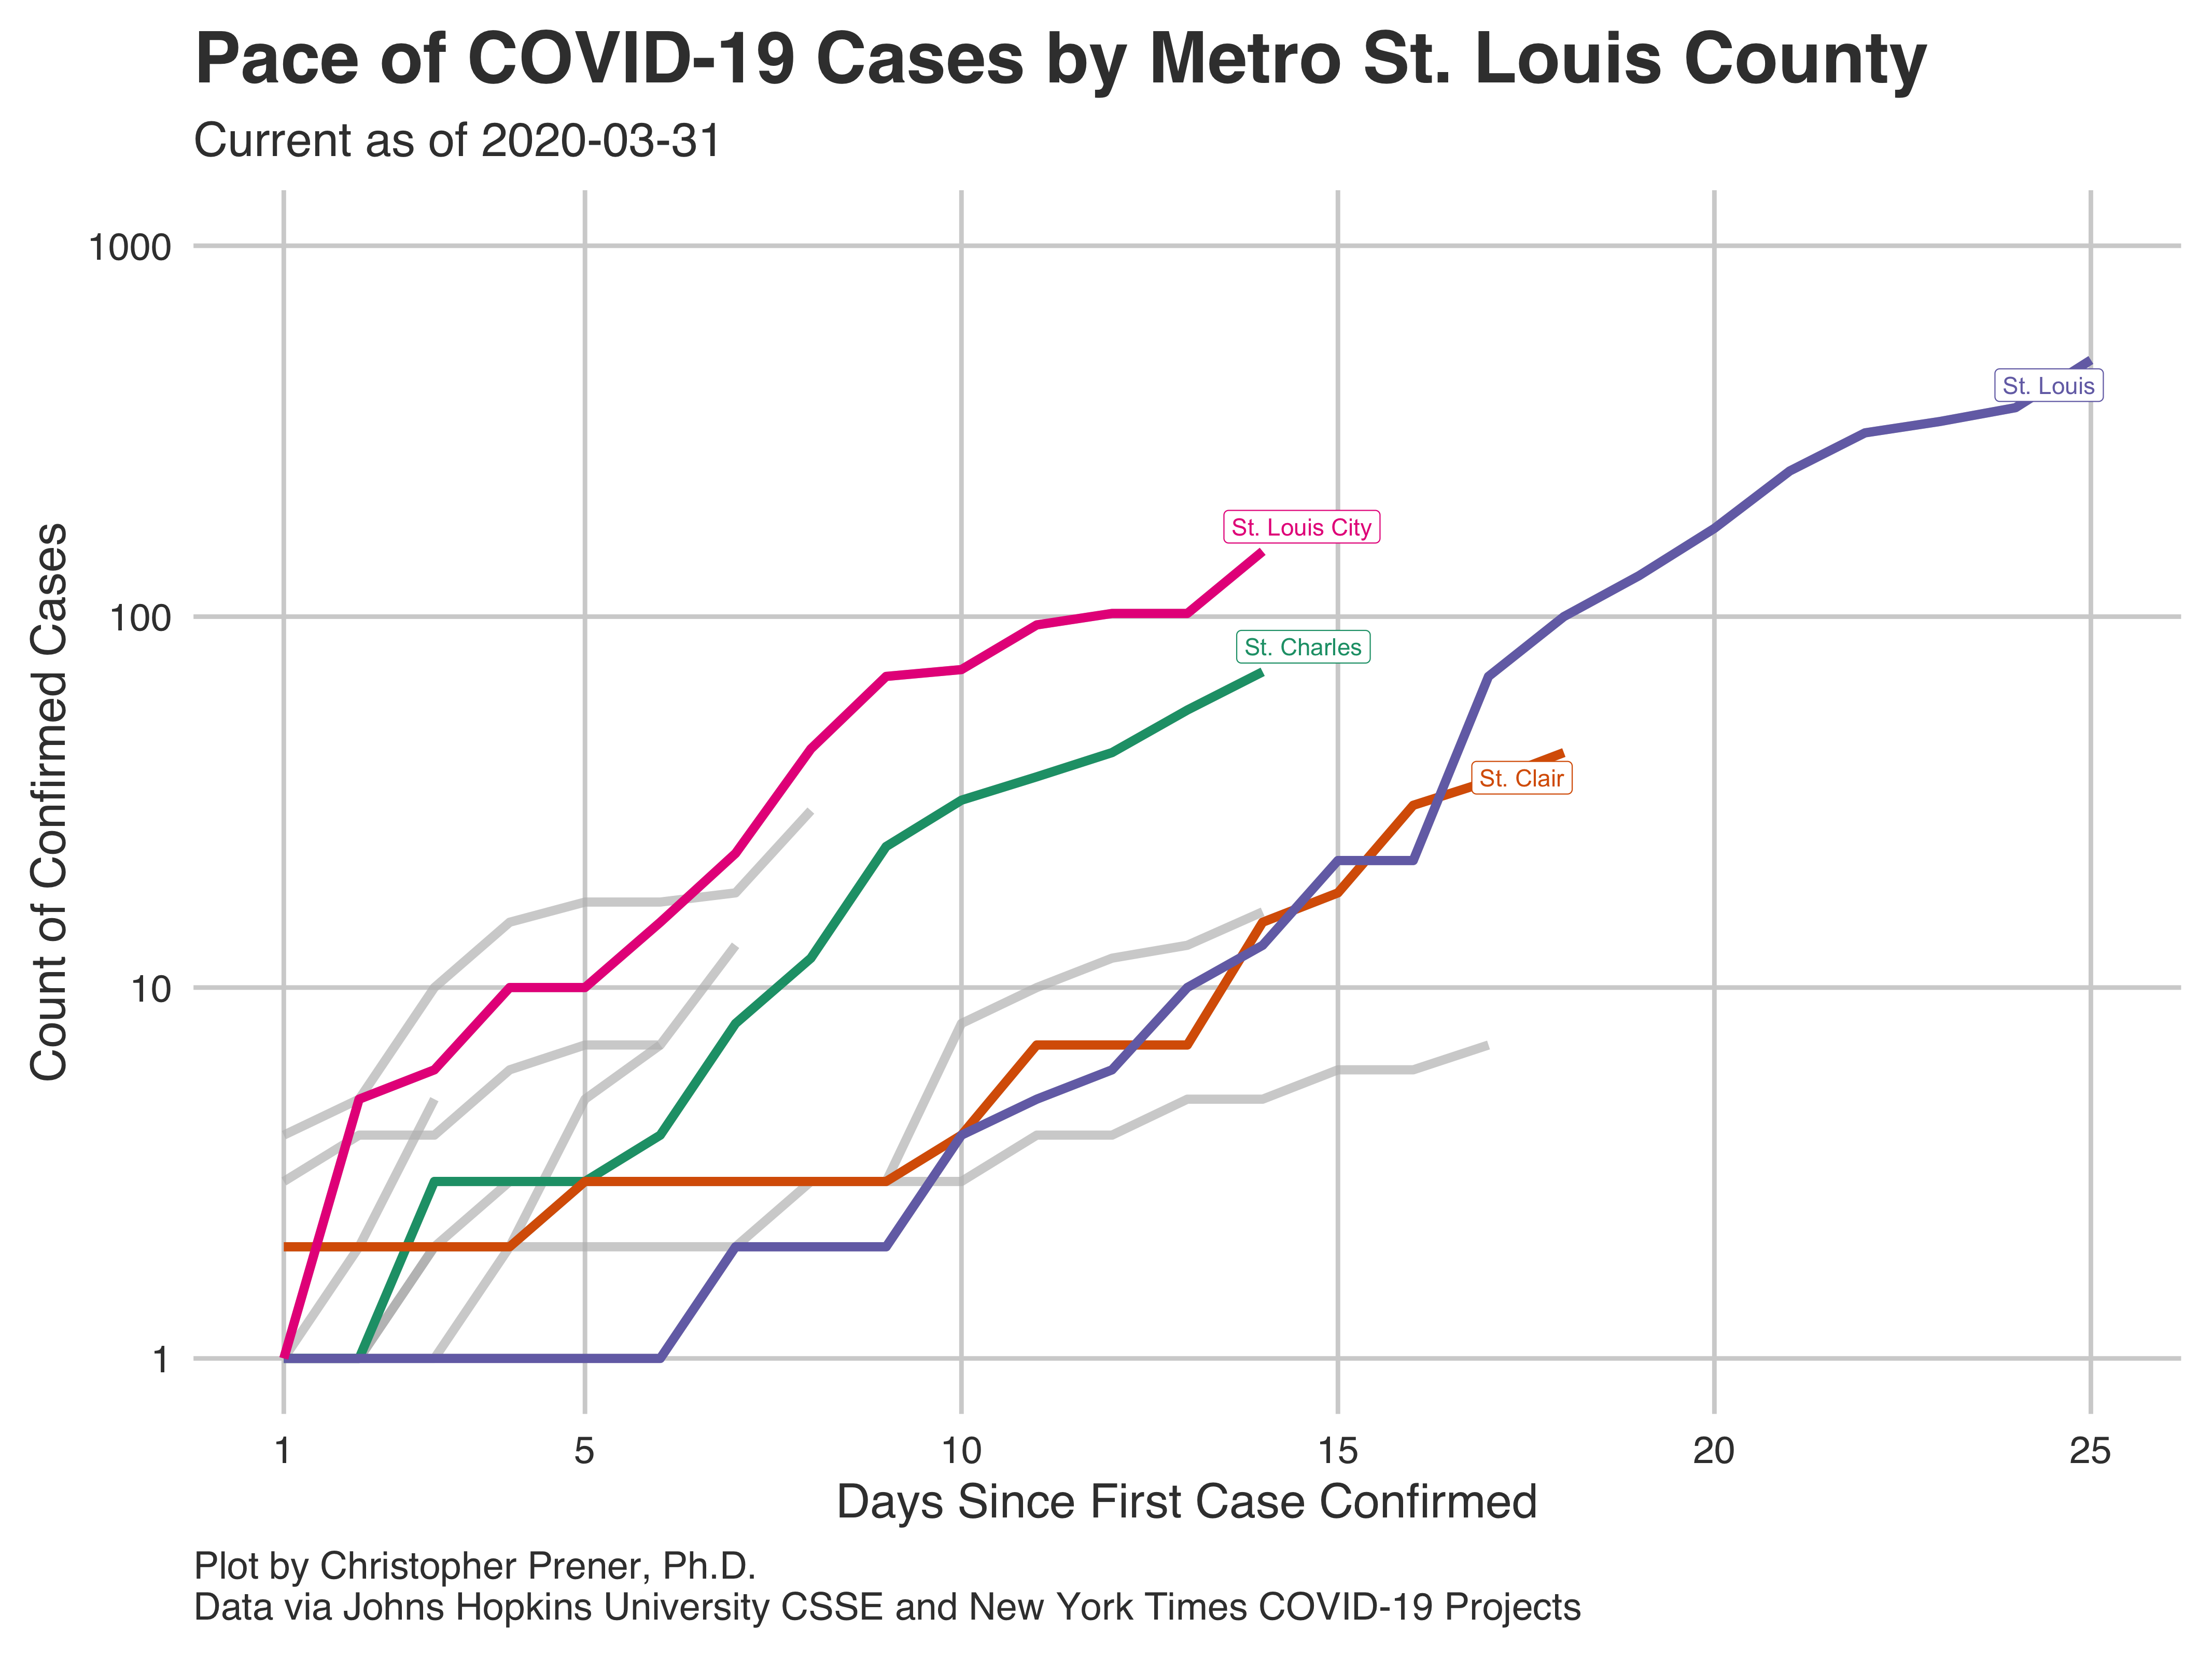 Pace of COVID-19 Cases by Metro St. Louis County
Current as of 2020-03-31
Count of Confirmed Cases
1000
100
10
1
St. Louis
St. Louis City
St. Charles
St. Clair
1 5 10 15 20 25
Days Since First Case Confirmed
Plot by Christopher Prener, Ph.D.
Data via Johns Hopkins University CSSE and New York Times COVID-19 Projects